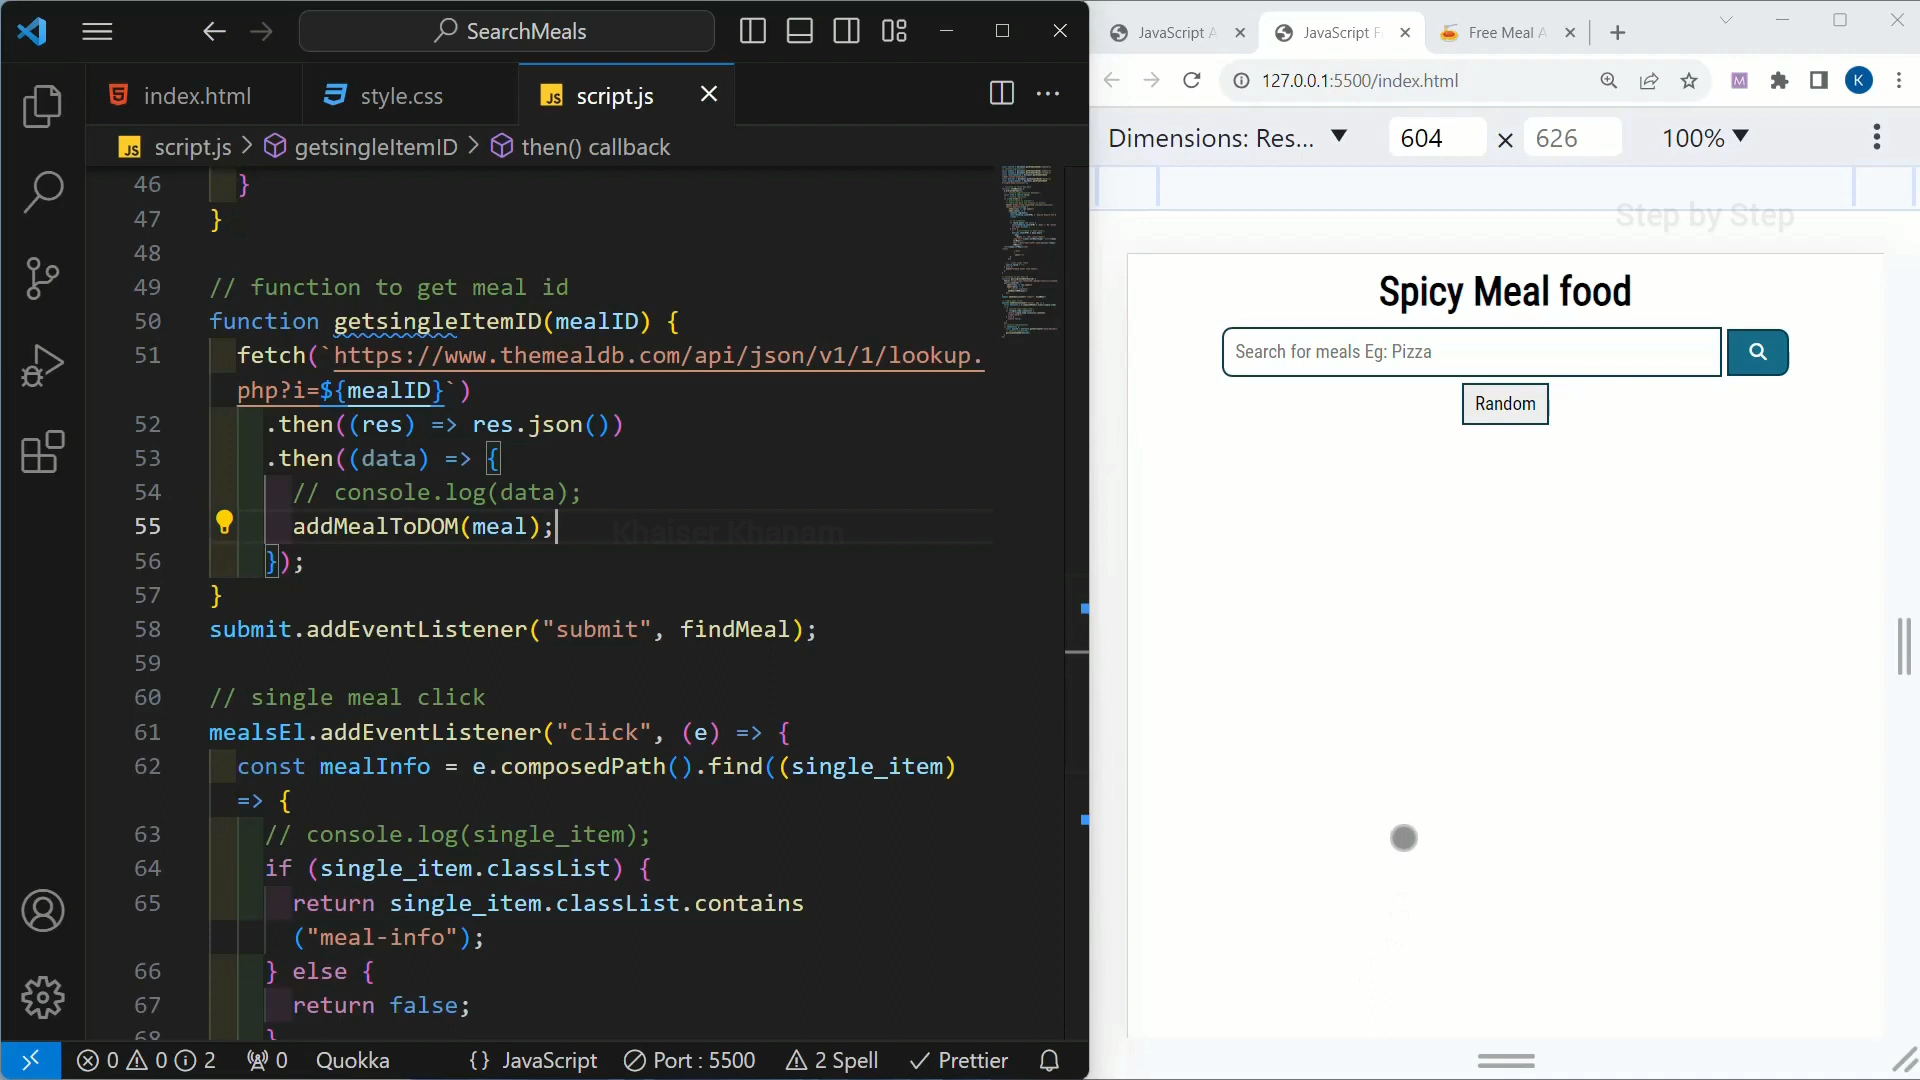 SearchMeals
index.html
style.css
JS script.js
JS script.js > getsingleItemID > then() callback
46 }
47 }
48
49 // function to get meal id
50 function getsingleItemID(mealID) {
51 fetch(`https://www.themealdb.com/api/json/v1/1/lookup.
php?i=${mealID}`)
52 .then((res) => res.json())
53 .then((data) => {
54 // console.log(data);
55 addMealToDOM(meal);
Khaiser Khanam
56 });
57 }
58 submit.addEventListener("submit", findMeal);
59
60 // single meal click
61 mealsEl.addEventListener("click", (e) => {
62 const mealInfo = e.composedPath().find((single_item)
=> {
63 // console.log(single_item);
64 if (single_item.classList) {
65 return single_item.classList.contains
("meal-info");
66 } else {
67 return false;
68 }
0 0 2 0 Quokka {} JavaScript Port : 5500 2 Spell Prettier
JavaScript A JavaScript F Free Meal A
127.0.0.1:5500/index.html M K
Dimensions: Res... 604 × 626 100%
Step by Step
Spicy Meal food
Search for meals Eg: Pizza
Random